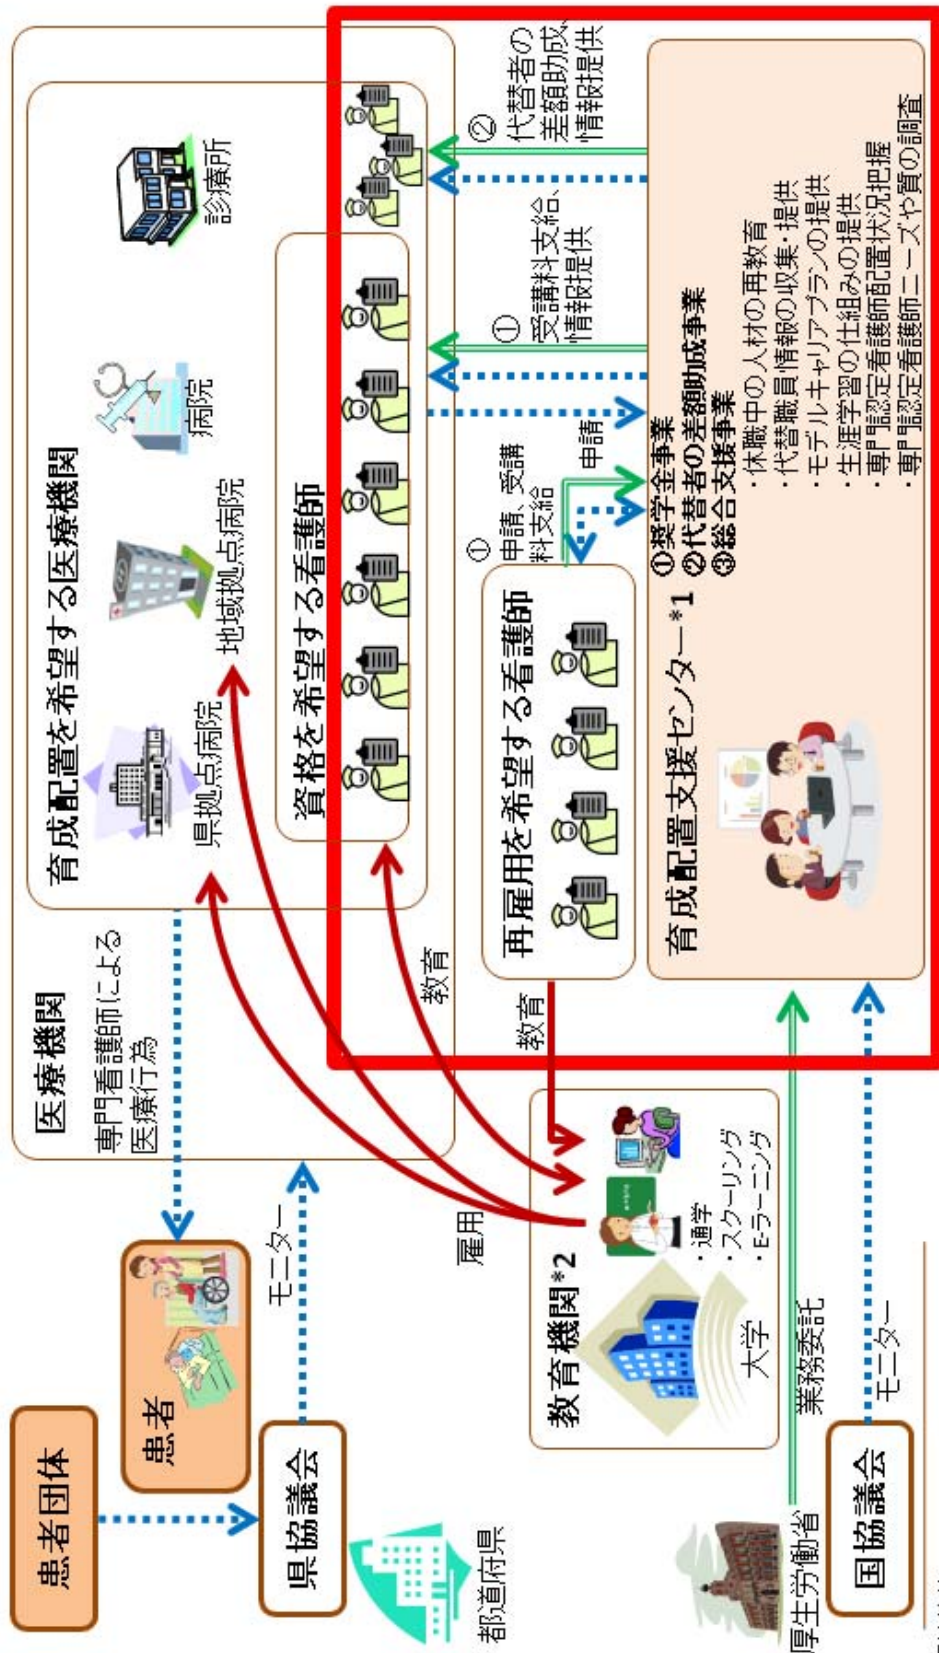 患者団体
患者
県協議会
都道府県
モニター
医療機関
専門看護師による
医療行為
育成配置を希望する医療機関
県拠点病院
地域拠点病院
病院
診療所
資格を希望する看護師
雇用
教育
教育
教育機関*2
大学
・通学
・スクーリング
・E-ラーニング
再雇用を希望する看護師
①
申請、受講
料支給
申請
①
受講料支給、
情報提供
②
代替者の
差額助成、
情報提供
厚生労働省
業務委託
国協議会
モニター
育成配置支援センター*1
①奨学金事業
②代替者の差額助成事業
③総合支援事業
・休職中の人材の再教育
・代替職員情報の収集・提供
・モデルキャリアプランの提供、
・生涯学習の仕組みの提供
・専門認定看護師配置状況把握
・専門認定看護師ニーズや質の調査